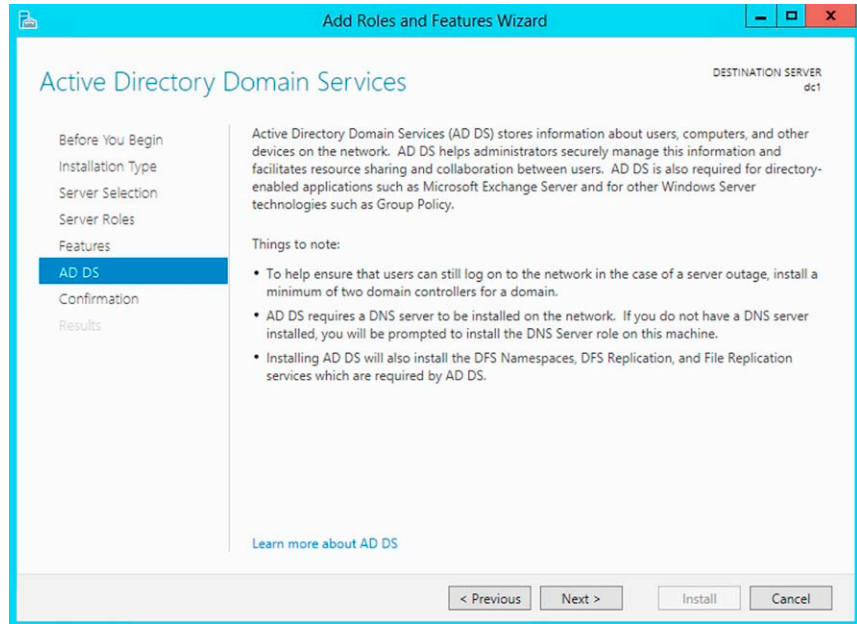 Add Roles and Features Wizard
Active Directory Domain Services
DESTINATION SERVER
dc1
Before You Begin
Installation Type
Server Selection
Server Roles
Features
AD DS
Confirmation
Results
Active Directory Domain Services (AD DS) stores information about users, computers, and other
devices on the network. AD DS helps administrators securely manage this information and
facilitates resource sharing and collaboration between users. AD DS is also required for directory-
enabled applications such as Microsoft Exchange Server and for other Windows Server
technologies such as Group Policy.
Things to note:
• To help ensure that users can still log on to the network in the case of a server outage, install a
minimum of two domain controllers for a domain.
• AD DS requires a DNS server to be installed on the network. If you do not have a DNS server
installed, you will be prompted to install the DNS Server role on this machine.
• Installing AD DS will also install the DFS Namespaces, DFS Replication, and File Replication
services which are required by AD DS.
Learn more about AD DS
< Previous
Next >
Install
Cancel